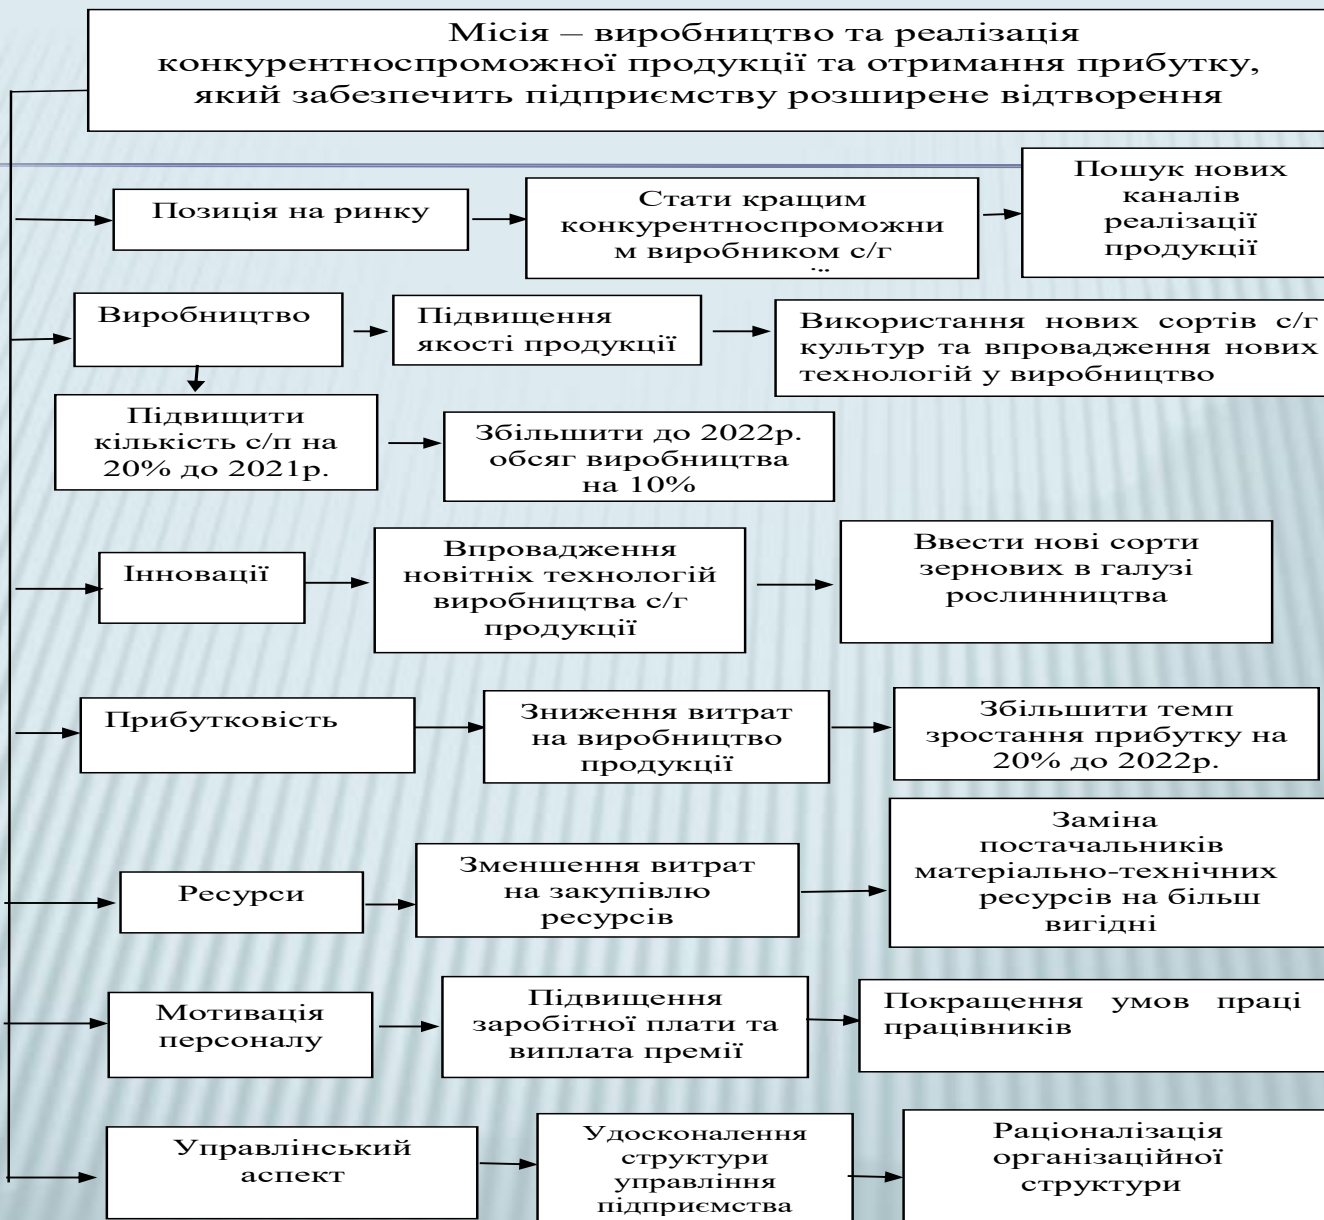 Місія – виробництво та реалізація
конкурентноспроможної продукції та отримання прибутку,
який забезпечить підприємству розширене відтворення
Позиція на ринку
Стати кращим
конкурентноспроможни
м виробником с/г
Пошук нових
каналів
реалізації
продукції
Виробництво
Підвищення
якості продукції
Використання нових сортів с/г
культур та впровадження нових
технологій у виробництво
Підвищити
кількість с/п на
20% до 2021р.
Збільшити до 2022р.
обсяг виробництва
на 10%
Інновації
Впровадження
новітніх технологій
виробництва с/г
продукції
Ввести нові сорти
зернових в галузі
рослинництва
Прибутковість
Зниження витрат
на виробництво
продукції
Збільшити темп
зростання прибутку на
20% до 2022р.
Ресурси
Зменшення витрат
на закупівлю
ресурсів
Заміна
постачальників
матеріально-технічних
ресурсів на більш
вигідні
Мотивація
персоналу
Підвищення
заробітної плати та
виплата премії
Покращення умов праці
працівників
Управлінський
аспект
Удосконалення
структури
управління
підприємства
Раціоналізація
організаційної
структури